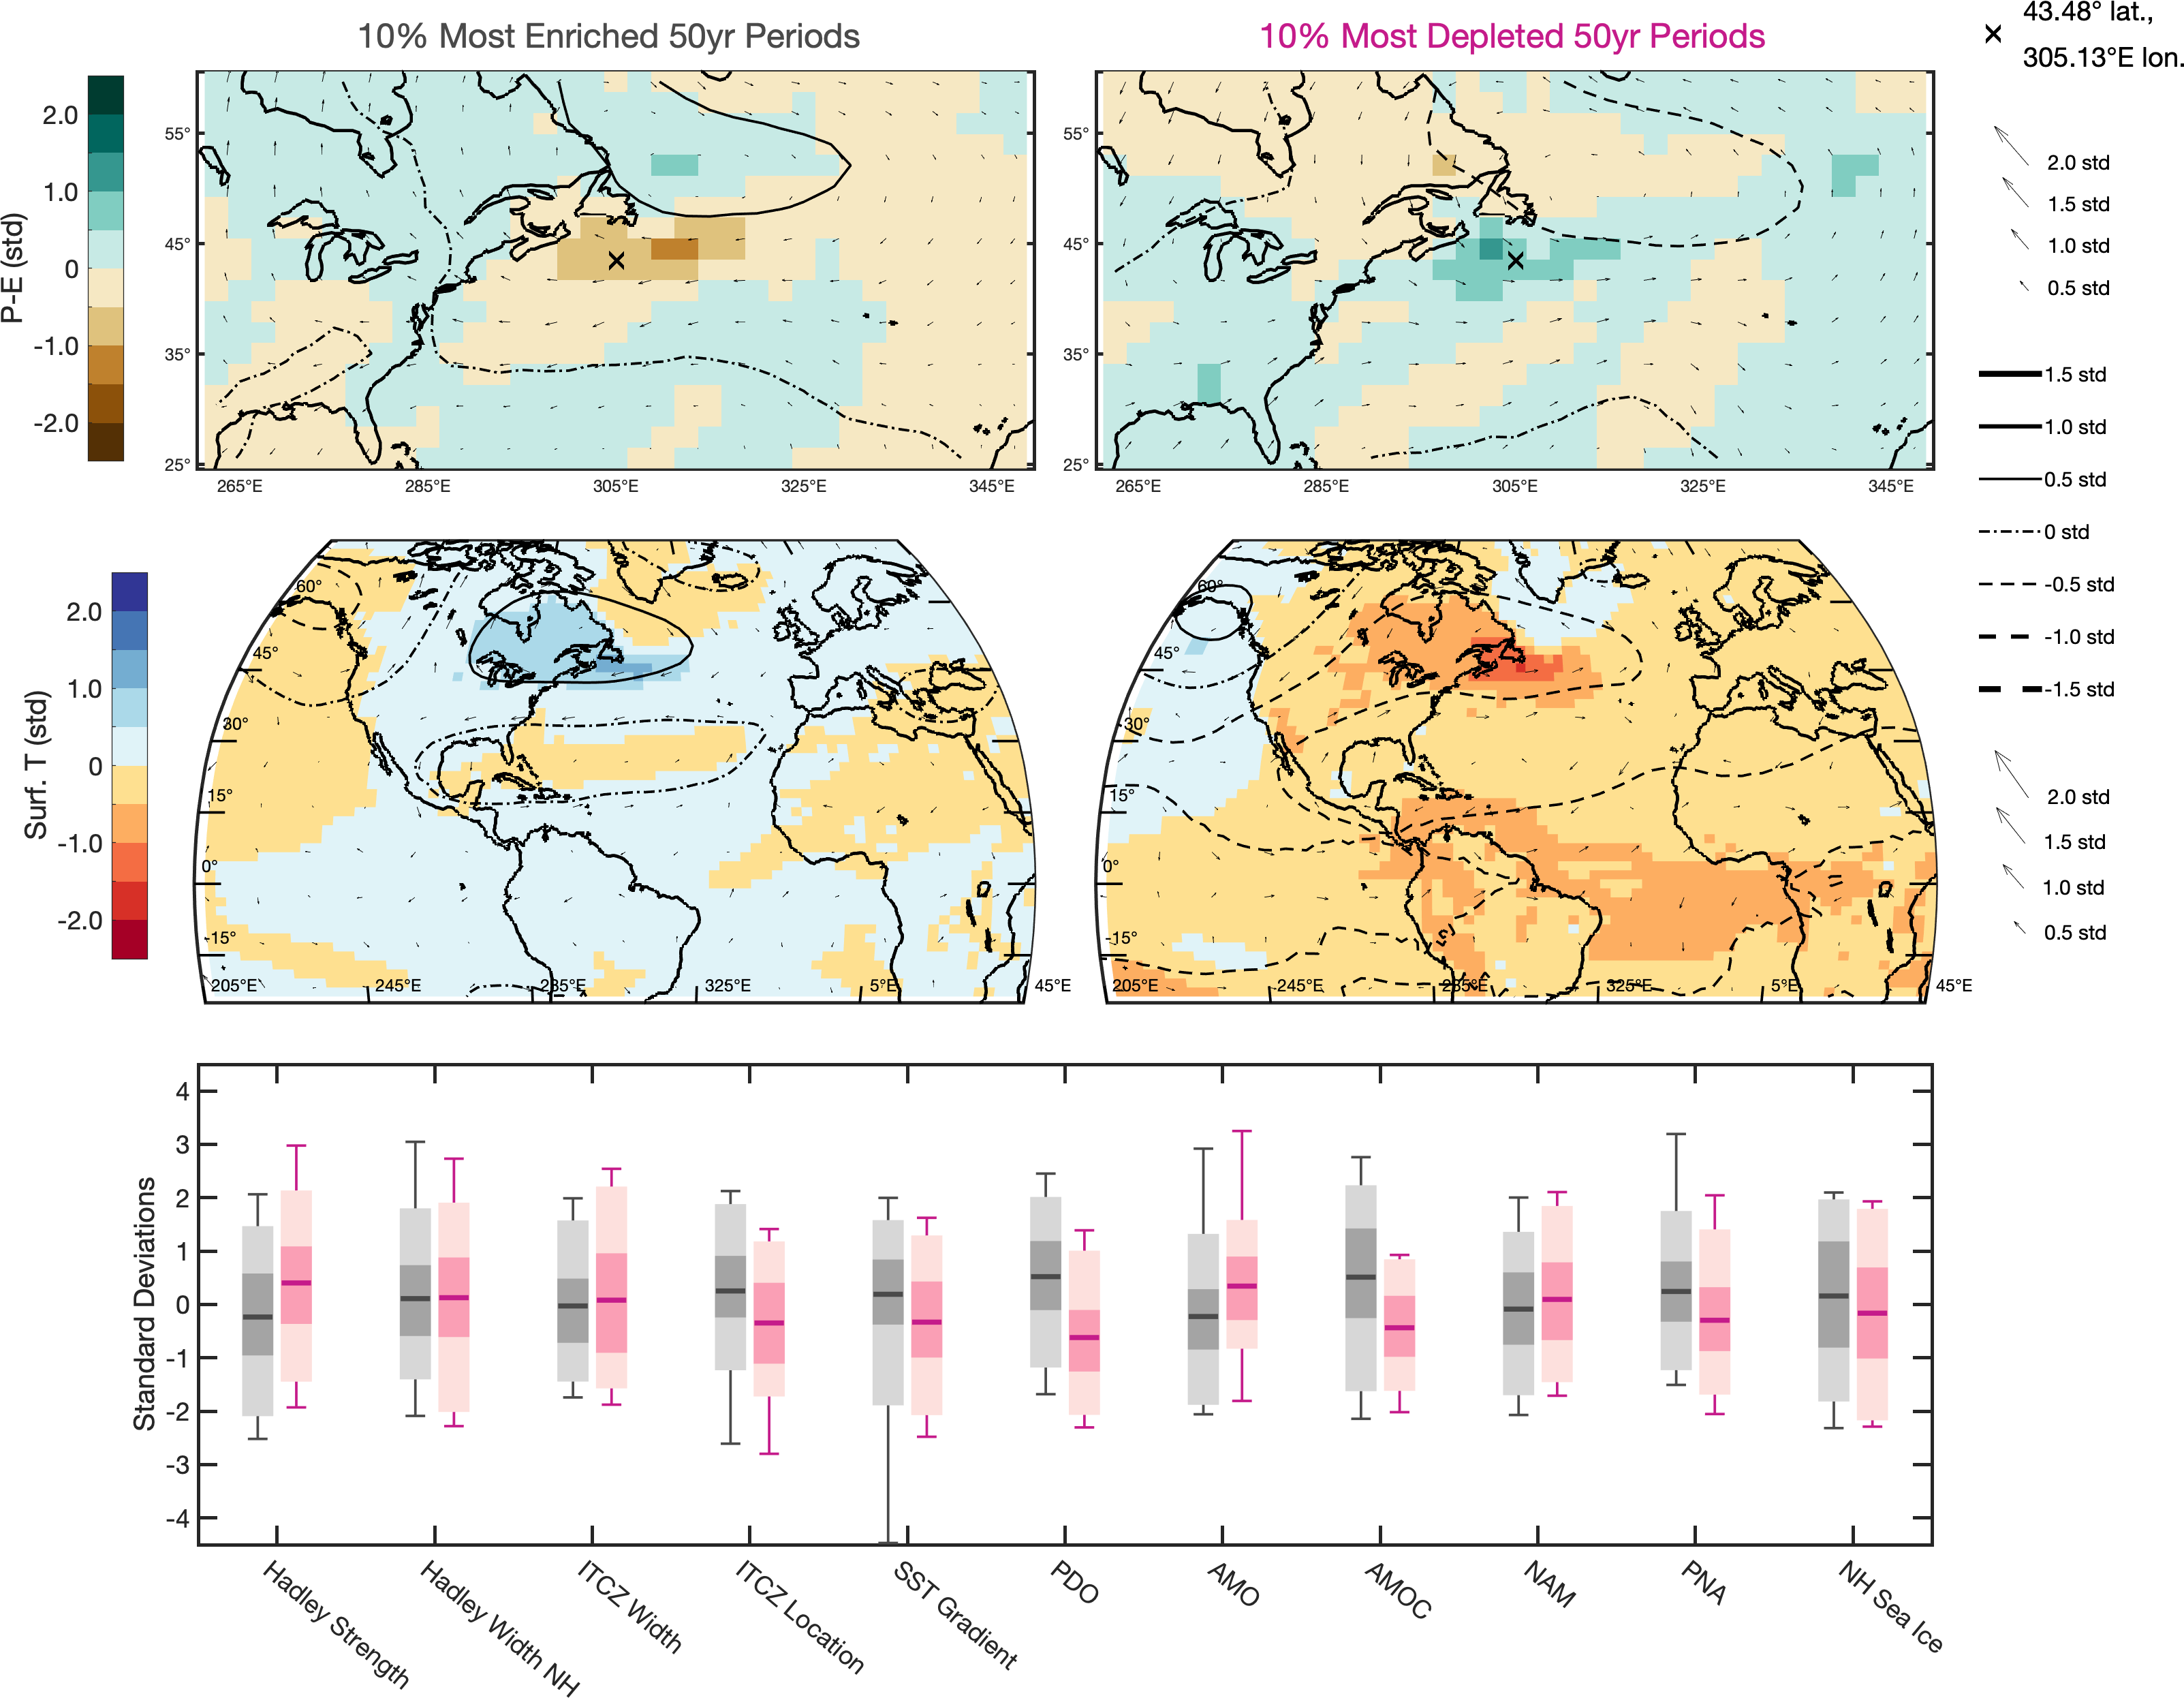 10% Most Enriched 50yr Periods
10% Most Depleted 50yr Periods
43.48° lat.,
305.13°E lon.
P-E (std)
2.0
1.0
0
-1.0
-2.0
55°
45°
35°
25°
265°E
285°E
305°E
325°E
345°E
55°
45°
35°
25°
265°E
285°E
305°E
325°E
345°E
2.0 std
1.5 std
1.0 std
0.5 std
1.5 std
1.0 std
0.5 std
0 std
-0.5 std
-1.0 std
-1.5 std
Surf. T (std)
2.0
1.0
0
-1.0
-2.0
60°
45°
30°
15°
0°
-15°
205°E
245°E
285°E
325°E
5°E
45°E
60°
45°
30°
15°
0°
-15°
205°E
245°E
285°E
325°E
5°E
45°E
2.0 std
1.5 std
1.0 std
0.5 std
Standard Deviations
4
3
2
1
0
-1
-2
-3
-4
Hadley Strength
Hadley Width NH
ITCZ Width
ITCZ Location
SST Gradient
PDO
AMO
AMOC
NAM
PNA
NH Sea Ice